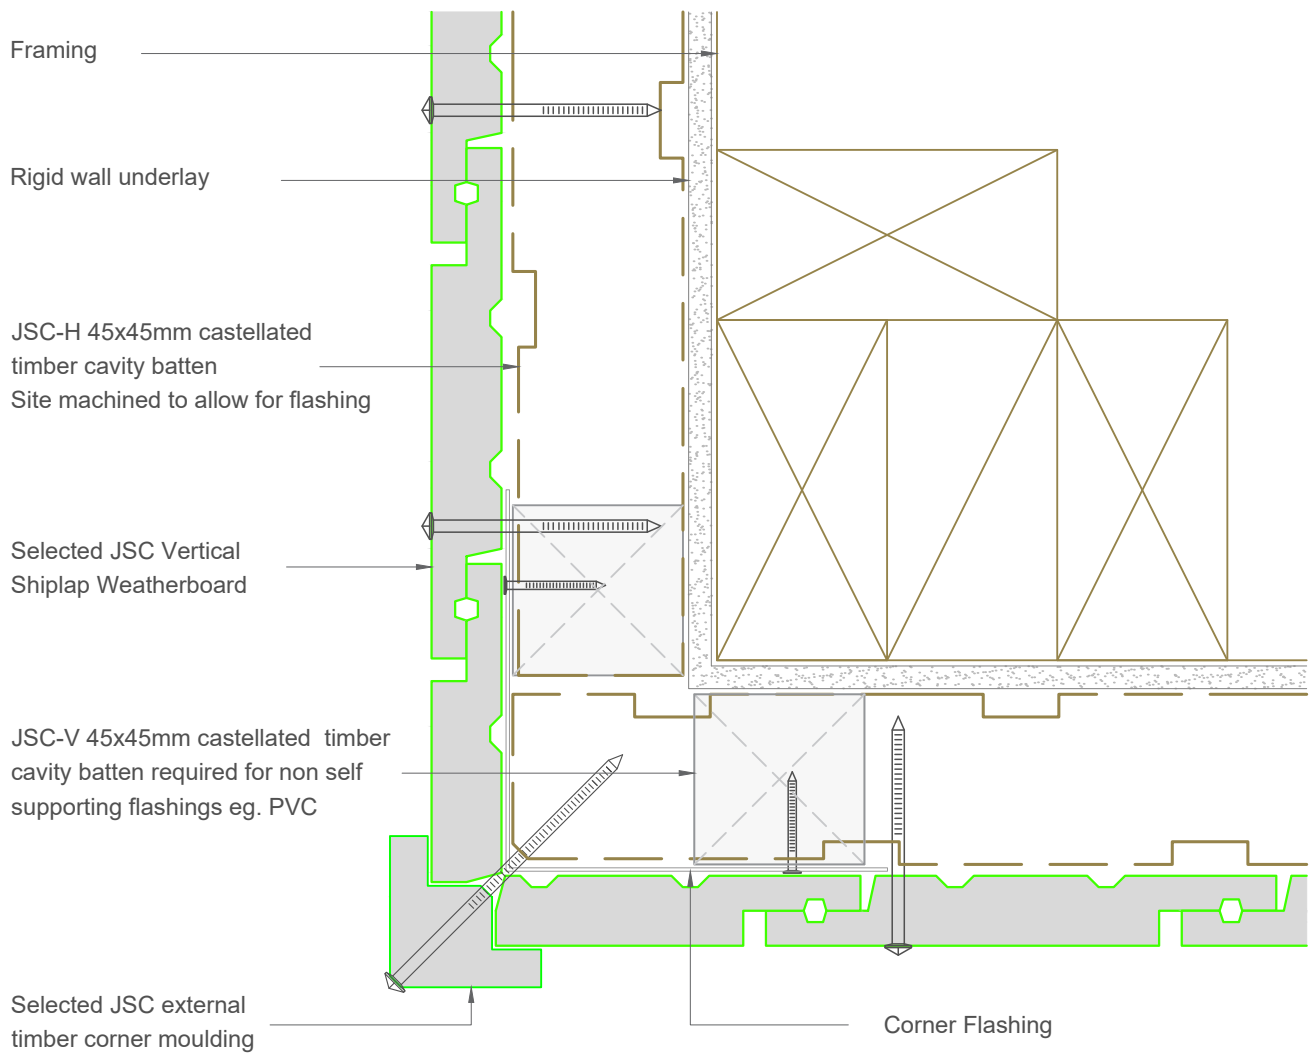 Framing
Rigid wall underlay
JSC-H 45x45mm castellated
timber cavity batten
Site machined to allow for flashing
Selected JSC Vertical
Shiplap Weatherboard
JSC-V 45x45mm castellated  timber
cavity batten required for non self
supporting flashings eg. PVC
Selected JSC external
timber corner moulding
Corner Flashing